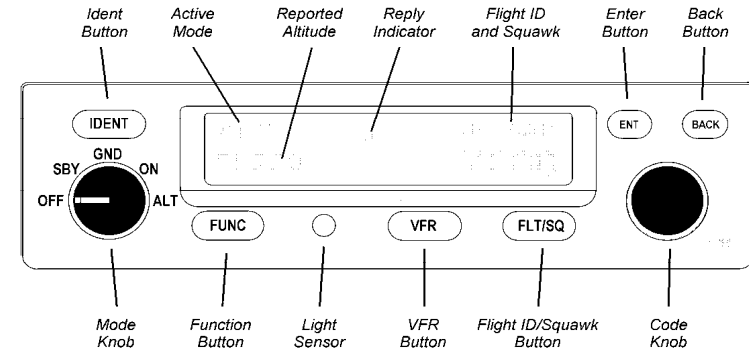 Ident Button
Active Mode
Reported Altitude
Reply Indicator
Flight ID and Squawk
Enter Button
Back Button
IDENT
ENT
BACK
GND
SBY
ON
OFF
ALT
FUNC
VFR
FLT/SQ
Mode Knob
Function Button
Light Sensor
VFR Button
Flight ID/Squawk Button
Code Knob